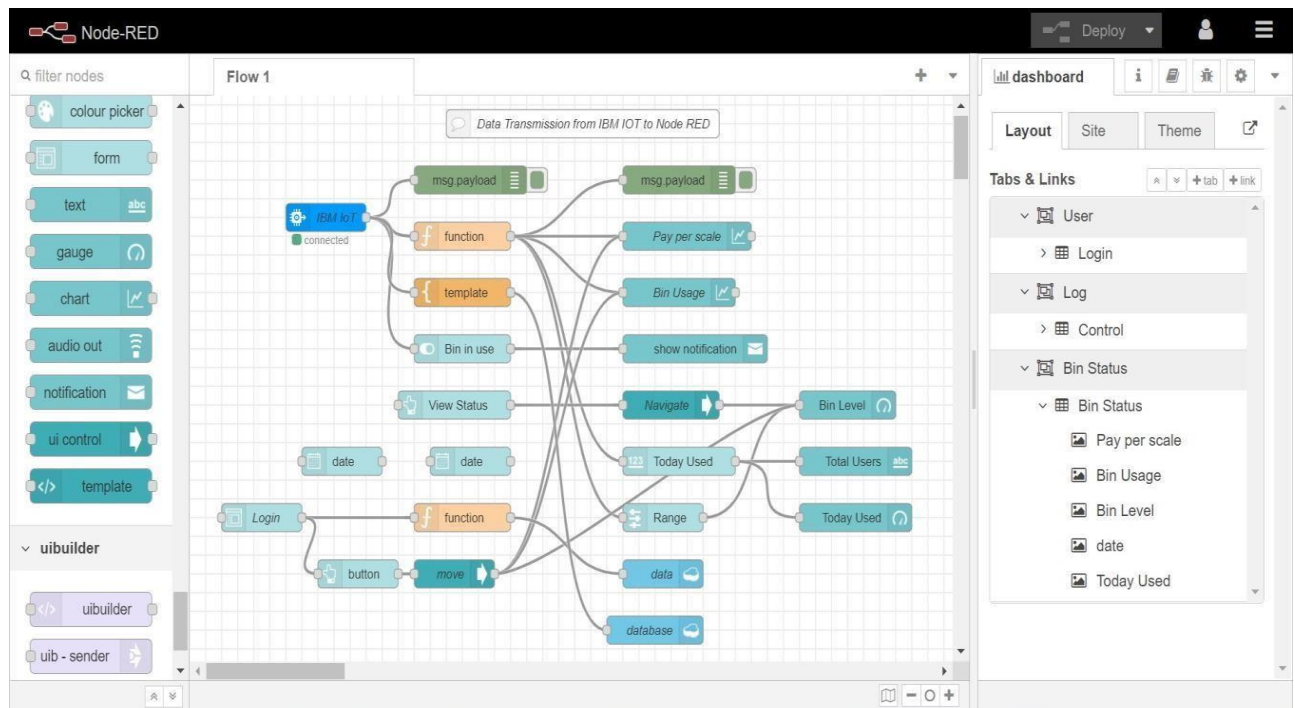 Node-RED
Deploy
filter nodes
Flow 1
dashboard
i
colour picker
form
text
abc
gauge
chart
audio out
notification
ui control
template
uibuilder
uibuilder
uib - sender
Data Transmission from IBM IOT to Node RED
msg.payload
msg.payload
IBM IoT
connected
function
Pay per scale
template
Bin Usage
Bin in use
show notification
View Status
Navigate
Bin Level
date
date
123
Today Used
Total Users
abc
Login
function
Range
Today Used
button
move
data
database
Layout
Site
Theme
Tabs & Links
+ tab
+ link
User
Login
Log
Control
Bin Status
Bin Status
Pay per scale
Bin Usage
Bin Level
date
Today Used